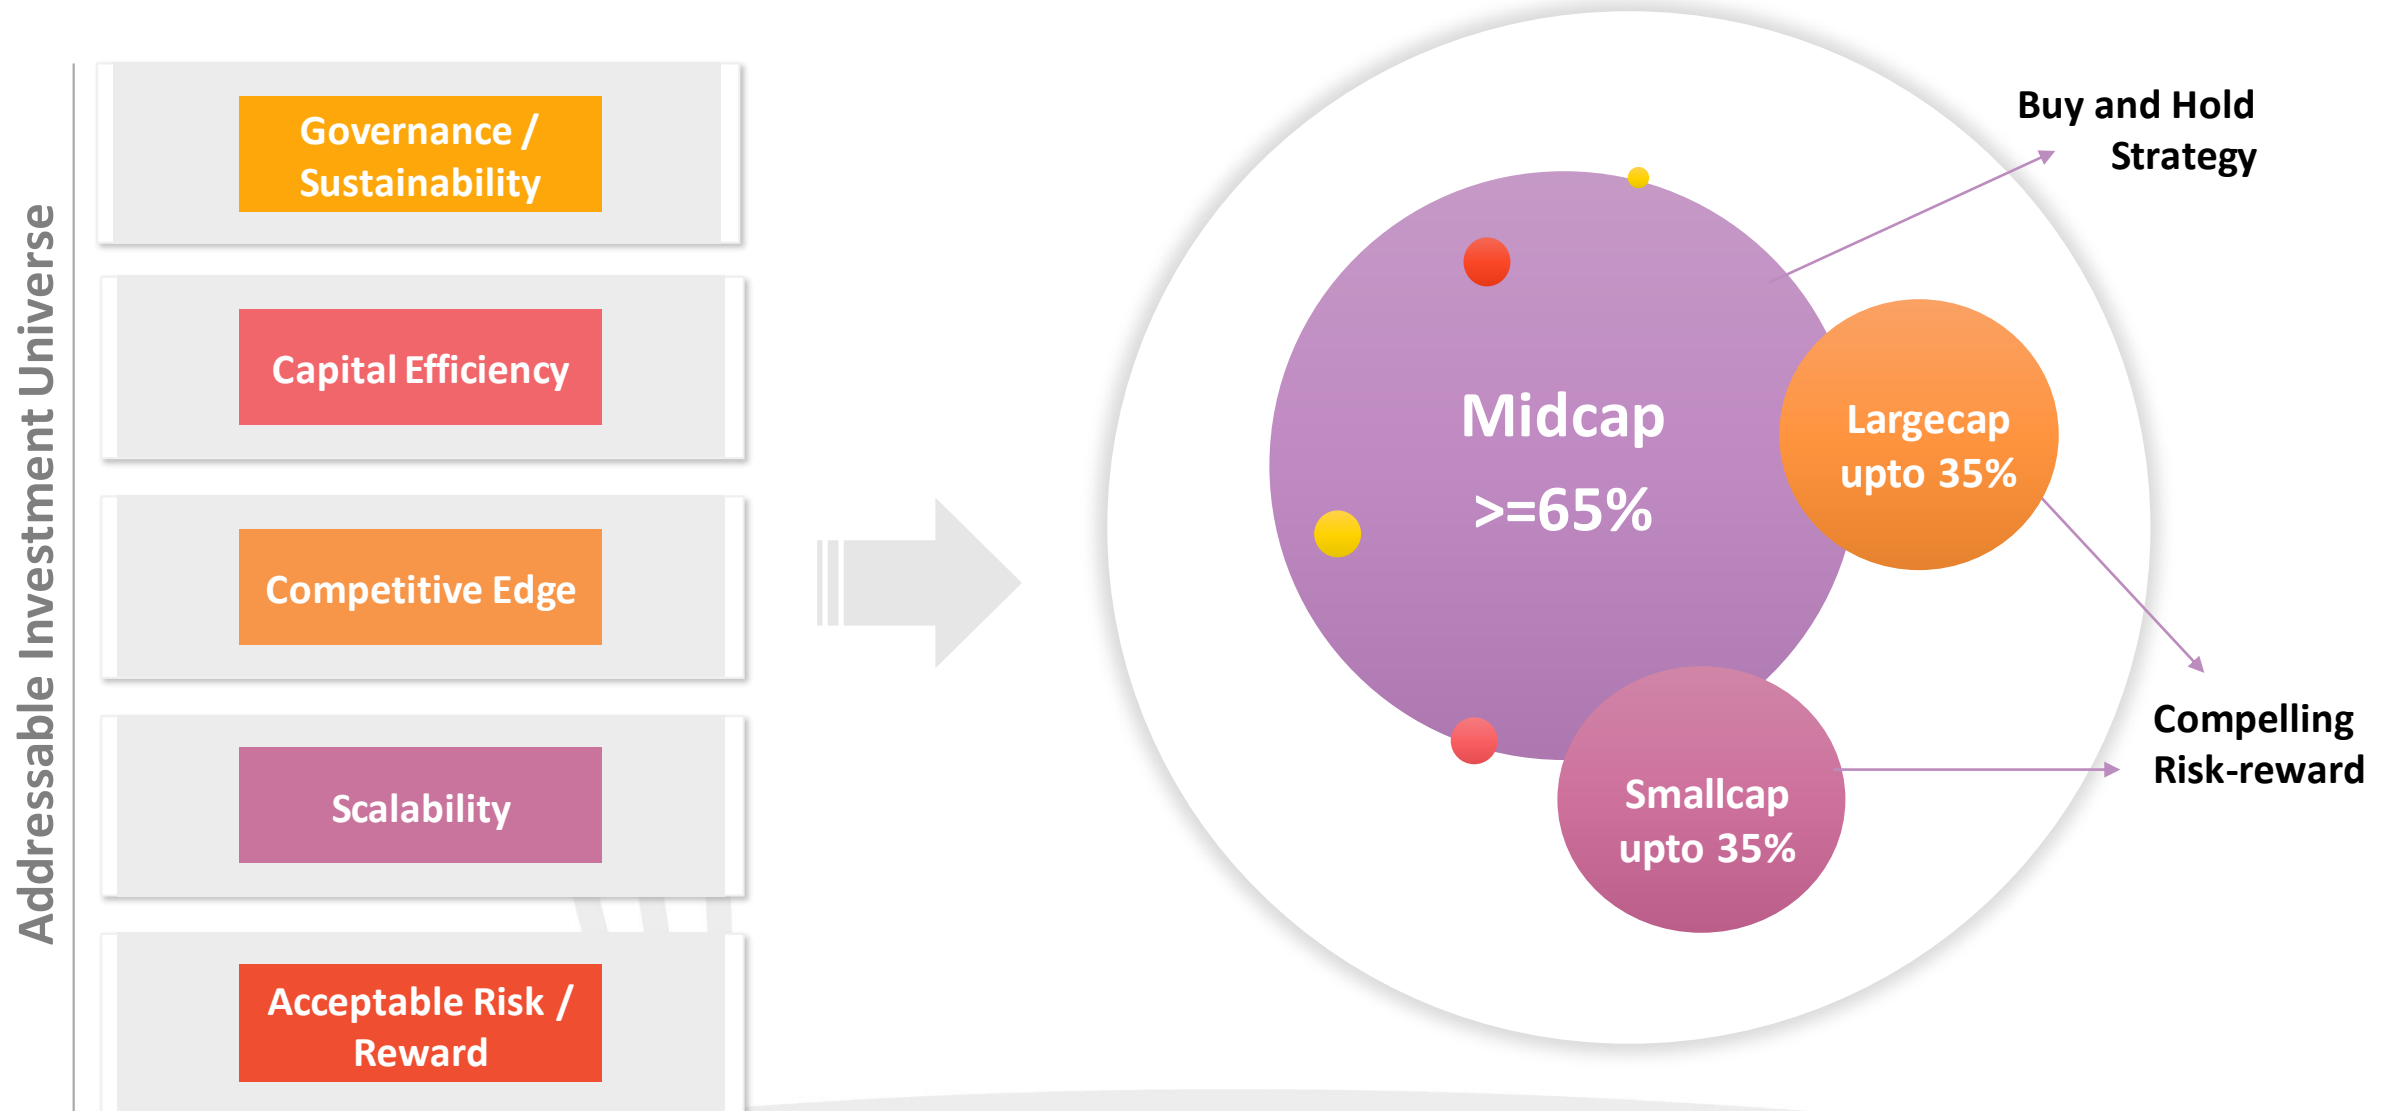 Addressable Investment Universe
Governance /
Sustainability
Capital Efficiency
Competitive Edge
Scalability
Acceptable Risk /
Reward
Buy and Hold
Strategy
Midcap
>=65%
Largecap
upto 35%
Smallcap
upto 35%
Compelling
Risk-reward